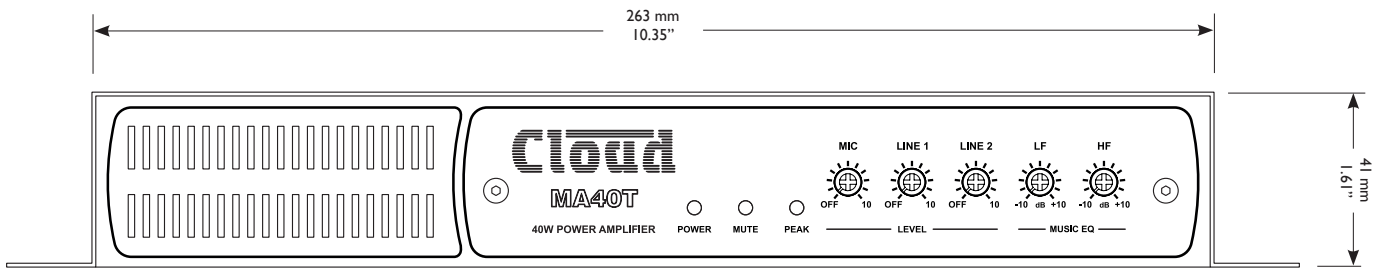 263 mm
10.35”
41 mm
1.61”
Cloud
MA40T
40W POWER AMPLIFIER
POWER
MUTE
PEAK
MIC
LINE 1
LINE 2
LF
HF
OFF 10
OFF 10
OFF 10
-10 dB +10
-10 dB +10
LEVEL
MUSIC EQ